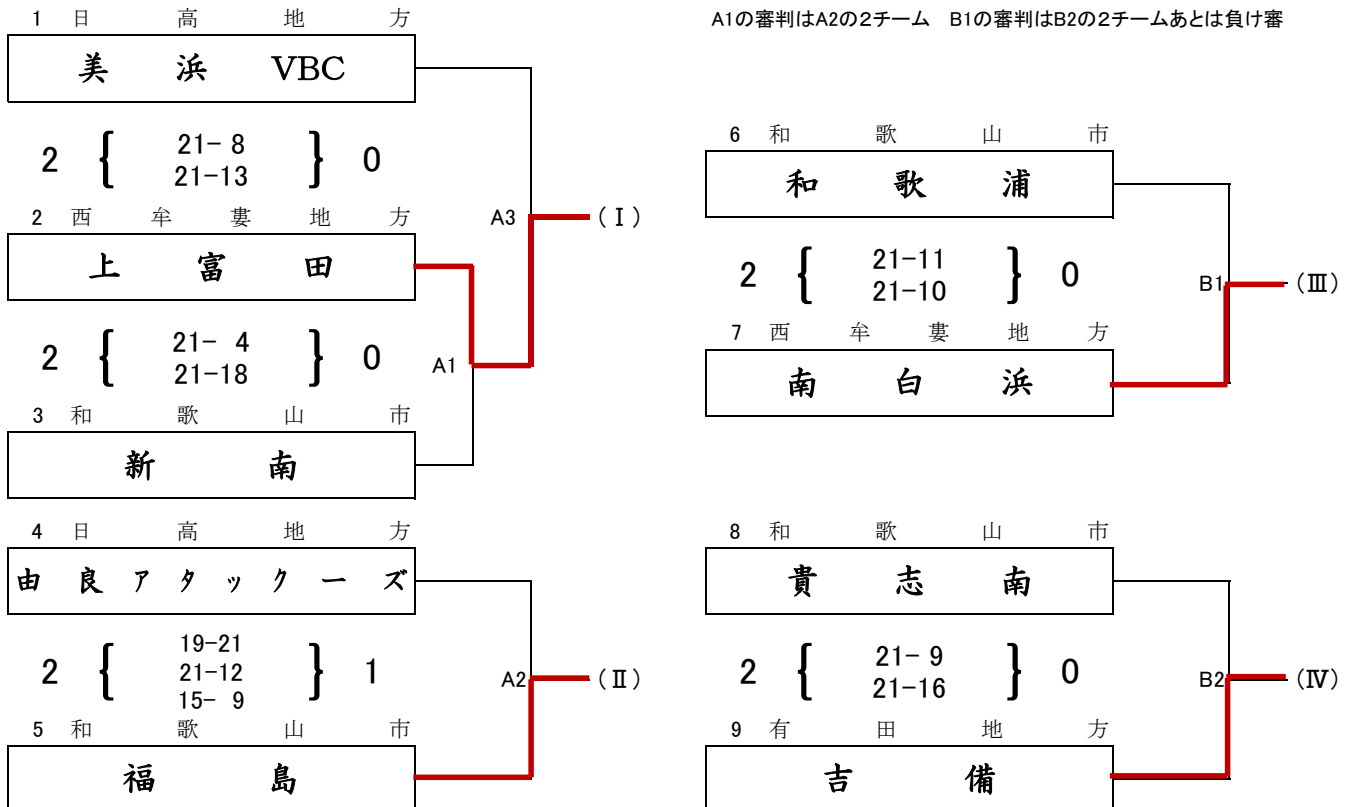 1 日 高 地 方
美 浜 VBC
2 { 21- 8 } 0
21-13
2 西 牟 婁 地 方
上 富 田
A3
(Ⅰ)
2 { 21- 4 } 0
21-18
A1
3 和 歌 山 市
新 南
4 日 高 地 方
由 良 ア タ ッ ク ー ズ
2 { 19-21 } 1
21-12
15- 9
A2
(Ⅱ)
5 和 歌 山 市
福 島
A1の審判はA2の2チーム B1の審判はB2の2チームあとは負け審
6 和 歌 山 市
和 歌 浦
2 { 21-11 } 0
21-10
B1
(Ⅲ)
7 西 牟 婁 地 方
南 白 浜
8 和 歌 山 市
貴 志 南
2 { 21- 9 } 0
21-16
B2
(Ⅳ)
9 有 田 地 方
吉 備